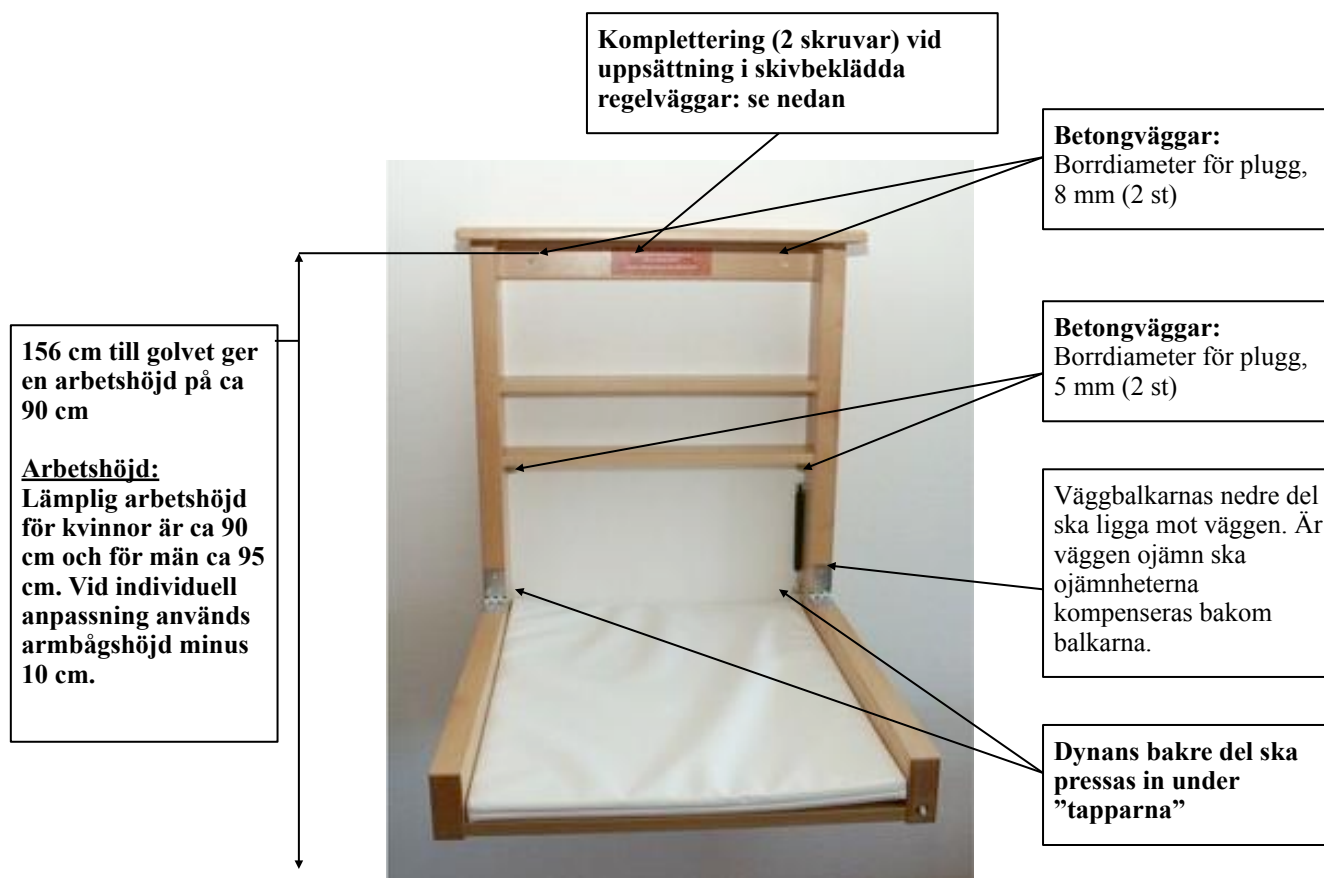 Komplettering (2 skruvar) vid
uppsättning i skivbeklädda
regelväggar: se nedan
Betongväggar:
Borrdiameter för plugg,
8 mm (2 st)
156 cm till golvet ger
en arbetshöjd på ca
90 cm
Arbetshöjd:
Lämplig arbetshöjd
för kvinnor är ca 90
cm och för män ca 95
cm. Vid individuell
anpassning används
armbågshöjd minus
10 cm.
Betongväggar:
Borrdiameter för plugg,
5 mm (2 st)
Väggbalkarnas nedre del
ska ligga mot väggen. Är
väggen ojämn ska
ojämnheterna
kompenseras bakom
balkarna.
Dynans bakre del ska
pressas in under
”tapparna”